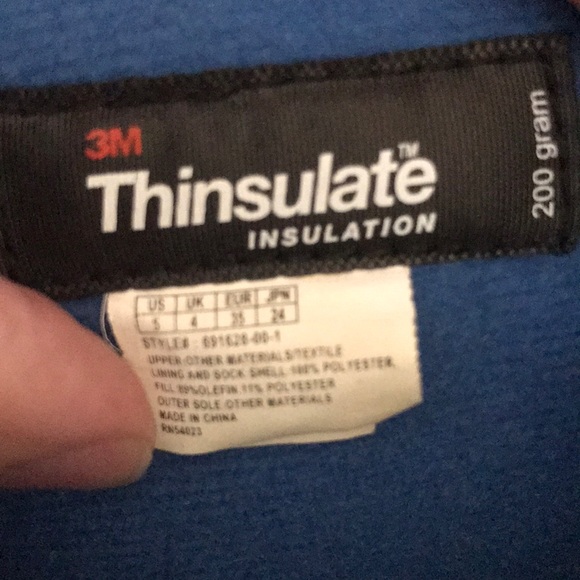 3M
Thinsulate™
INSULATION
200 gram
US UK EUR JPN
5 4 35 24
STYLE# : 691626-00-1
UPPER:OTHER MATERIALS/TEXTILE
LINING AND SOCK SHELL:100% POLYESTER,
FILL:89%OLEFIN 11% POLYESTER
OUTER SOLE:OTHER MATERIALS
MADE IN CHINA
RN54023